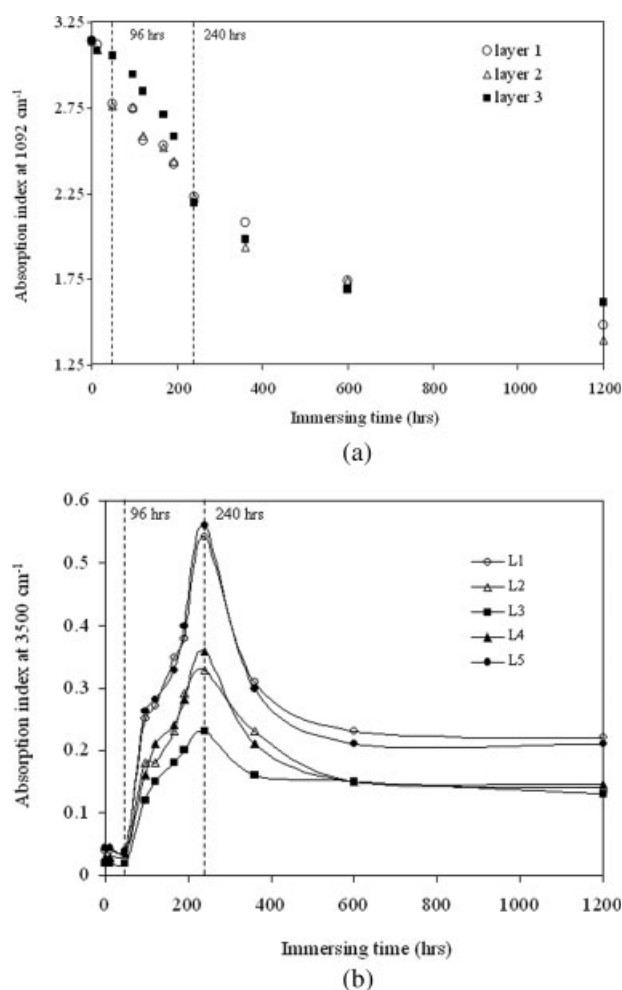 3.25
96 hrs
240 hrs
layer 1
layer 2
layer 3
2.75
2.25
1.75
1.25
Absorption index at 1092 cm-1
0 200 400 600 800 1000 1200
Immersing time (hrs)
(a)
0.6
96 hrs
240 hrs
0.5
L1
L2
L3
L4
L5
0.4
0.3
0.2
0.1
0
Absorption index at 3500 cm-1
0 200 400 600 800 1000 1200
Immersing time (hrs)
(b)